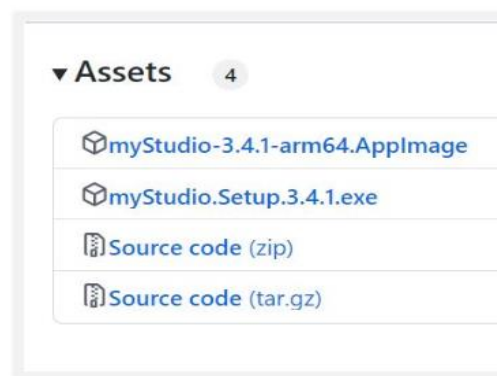 Assets 4
myStudio-3.4.1-arm64.AppImage
myStudio.Setup.3.4.1.exe
Source code (zip)
Source code (tar.gz)